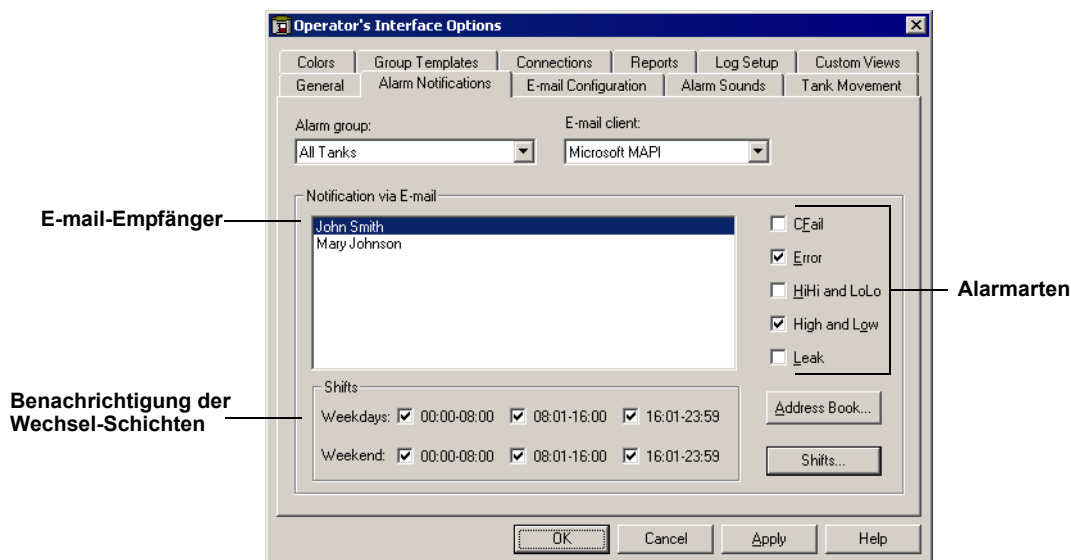 Operator's Interface Options
Colors Group Templates Connections Reports Log Setup Custom Views
General Alarm Notifications E-mail Configuration Alarm Sounds Tank Movement
Alarm group: E-mail client:
All Tanks Microsoft MAPI
Notification via E-mail
E-mail-Empfänger
John Smith
Mary Johnson
CFail
Error
HiHi and LoLo
High and Low
Leak
Alarmarten
Shifts
Benachrichtigung der
Wechsel-Schichten
Weekdays: 00:00-08:00 08:01-16:00 16:01-23:59
Weekend: 00:00-08:00 08:01-16:00 16:01-23:59
Address Book...
Shifts...
OK Cancel Apply Help